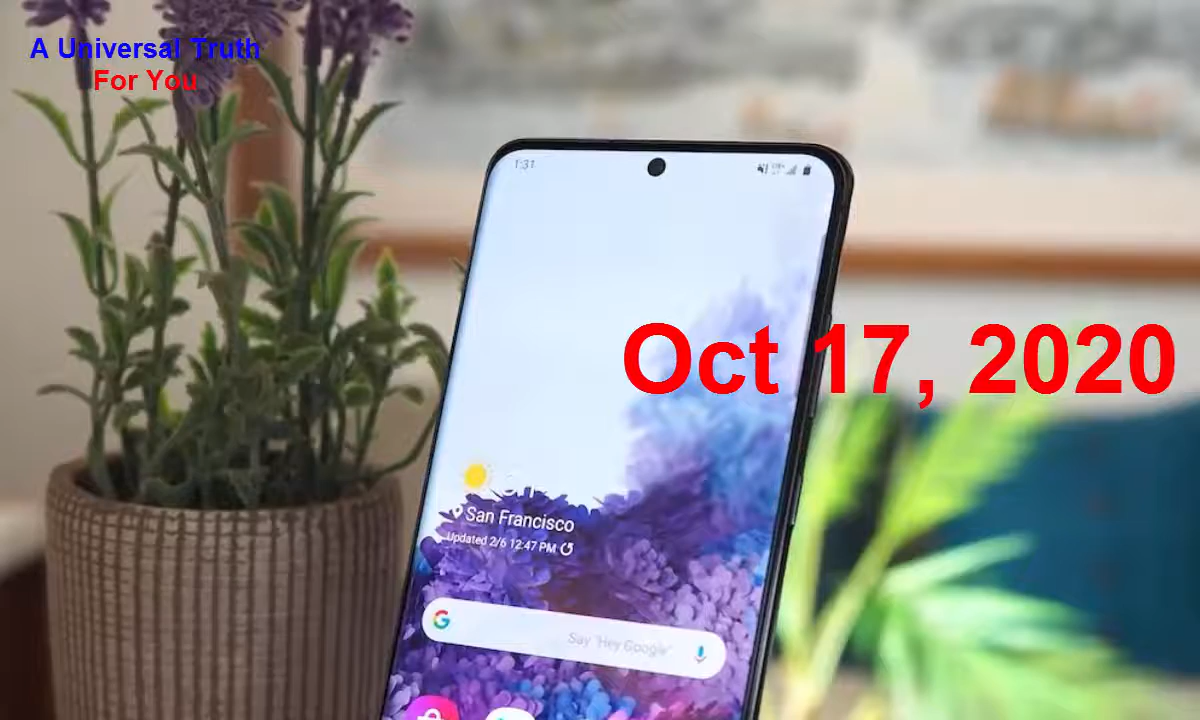 A Universal Truth
For You
1:31
Oct 17, 2020
San Francisco
Updated 2/6 12:47 PM
G
Say "Hey Google"